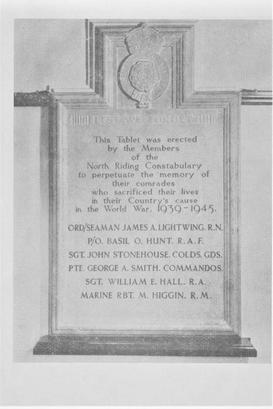 This Tablet was erected
by the Members
of the
North Riding Constabulary
to perpetuate the memory of
their comrades
who sacrificed their lives
in their Country's cause
in the World War, 1939-1945.
ORD/SEAMAN JAMES A. LIGHTWING. R.N.
P/O. BASIL O. HUNT. R.A.F.
SGT. JOHN STONEHOUSE. COLDS. GDS.
PTE. GEORGE A. SMITH. COMMANDOS.
SGT. WILLIAM E. HALL. R.A.
MARINE RBT. M. HIGGIN. R.M.